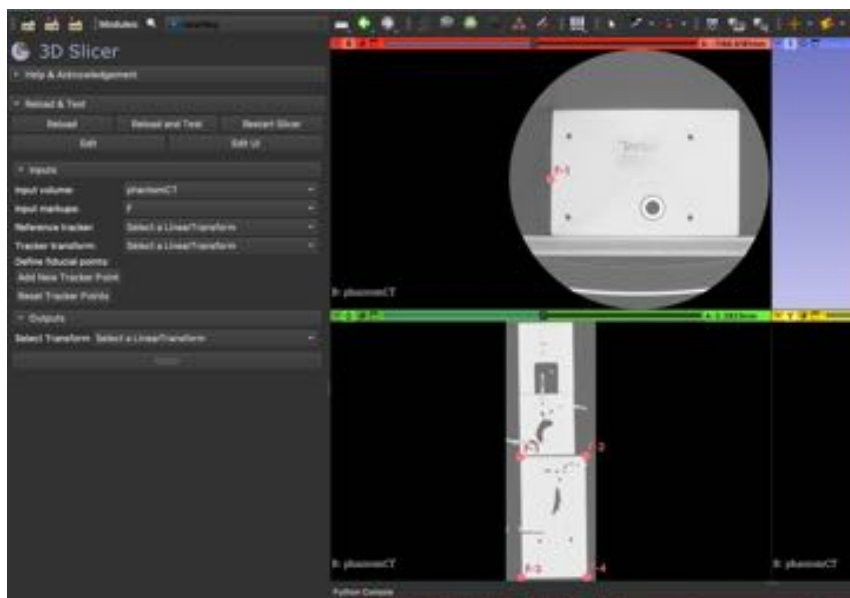 Modules:
3D Slicer
Help & Acknowledgement
Reload & Test
Reload
Reload and Test
Restart Slicer
Edit
Edit UI
Inputs
Input volume:
phantomCT
Input markups:
F
Reference tracker:
Select a LinearTransform
Tracker transform:
Select a LinearTransform
Define fiducial points:
Add New Tracker Point
Reset Tracker Points
Outputs
Select Transform
Select a LinearTransform
R
F-1
B: phantomCT
G
F-1
F-2
F-3
F-4
B: phantomCT
Y
B: phantomCT
Python Console